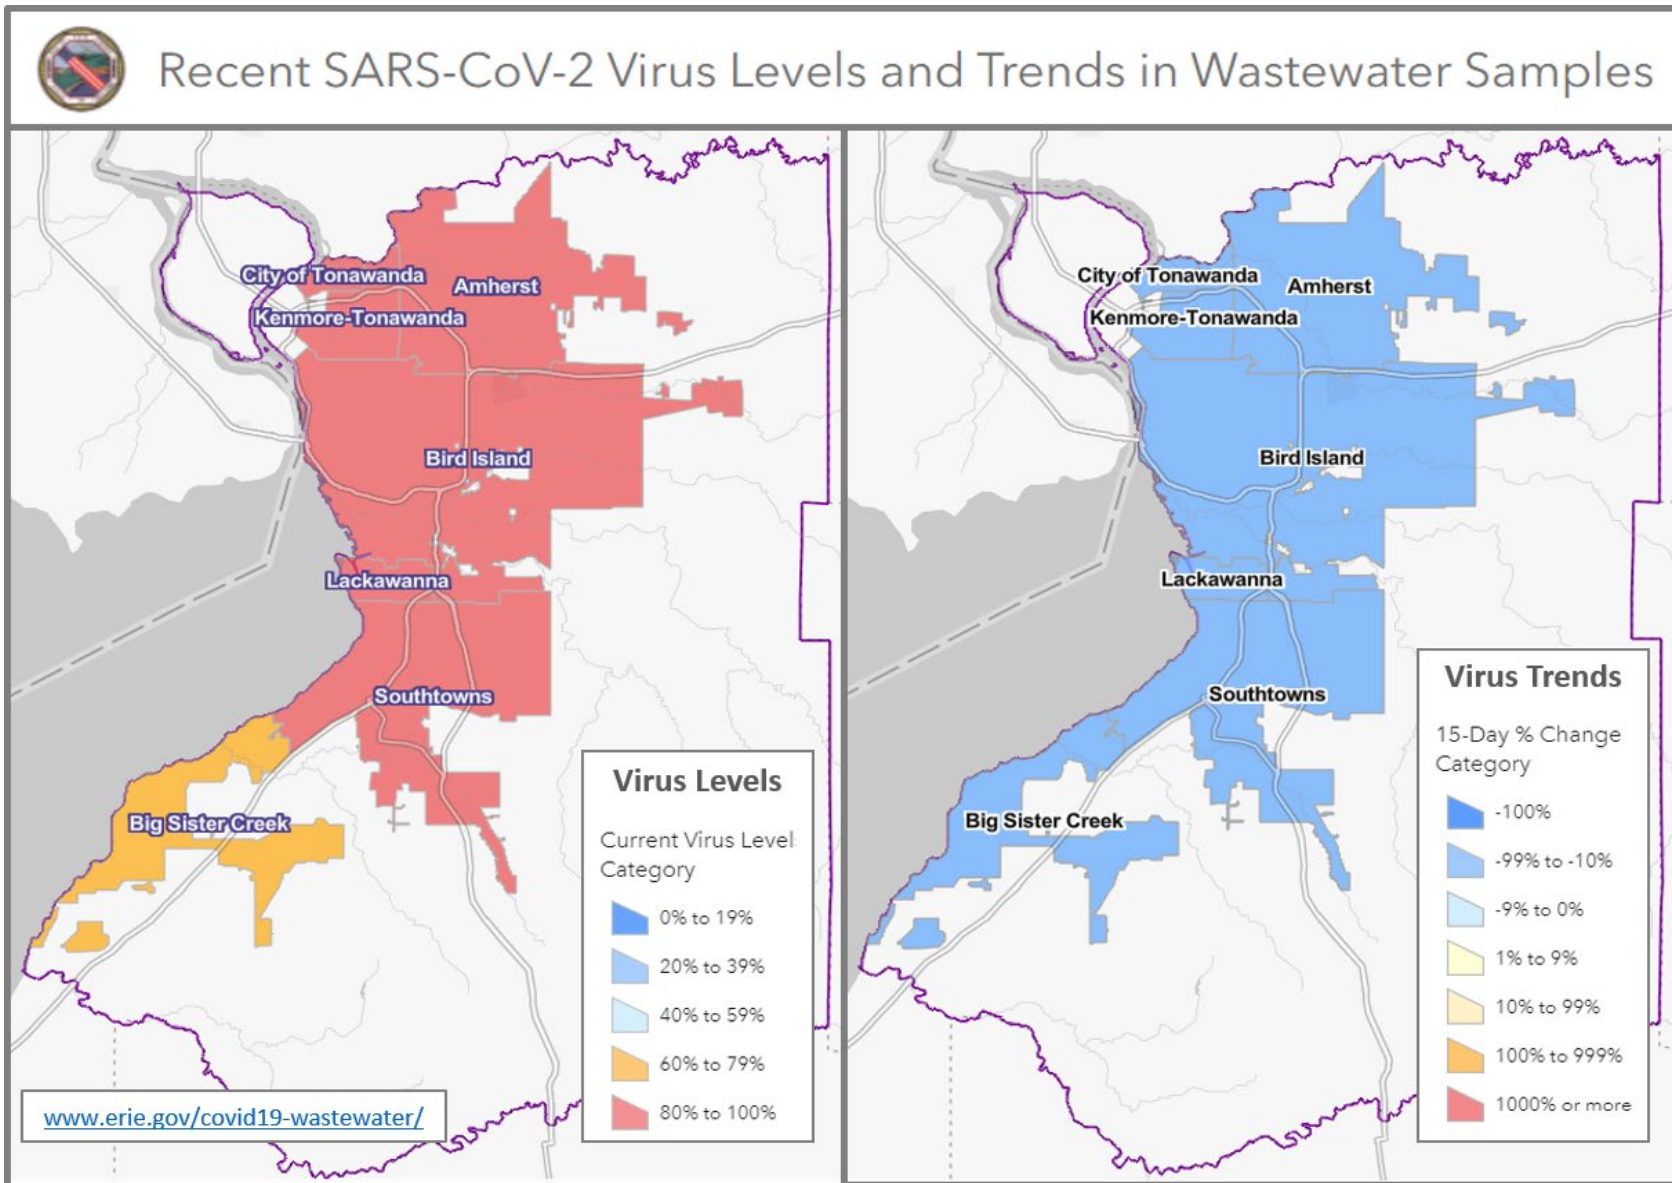 Recent SARS-CoV-2 Virus Levels and Trends in Wastewater Samples
City of Tonawanda
Amherst
Kenmore-Tonawanda
Bird Island
Lackawanna
Southtowns
Big Sister Creek
Virus Levels
Current Virus Level
Category
0% to 19%
20% to 39%
40% to 59%
60% to 79%
80% to 100%
www.erie.gov/covid19-wastewater/
City of Tonawanda
Amherst
Kenmore-Tonawanda
Bird Island
Lackawanna
Southtowns
Big Sister Creek
Virus Trends
15-Day % Change
Category
-100%
-99% to -10%
-9% to 0%
1% to 9%
10% to 99%
100% to 999%
1000% or more